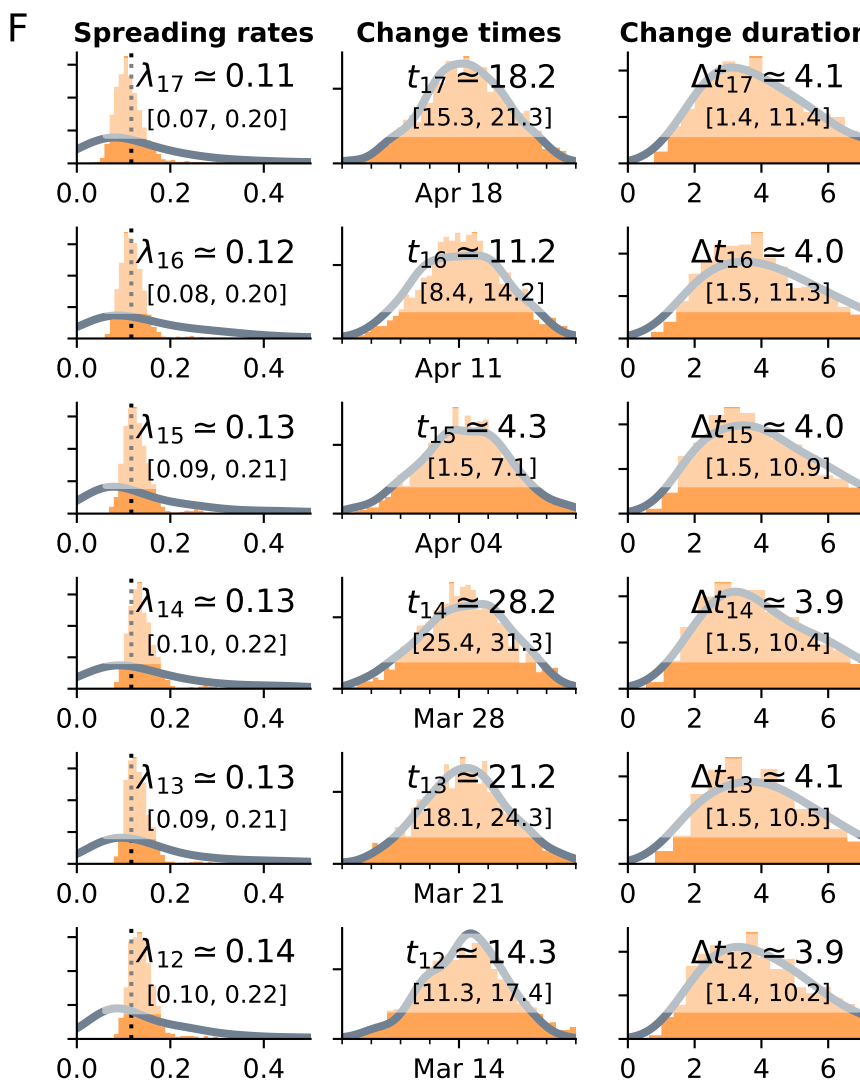 F
Spreading rates Change times Change duration
λ17 ≃ 0.11 t17 ≃ 18.2 Δt17 ≃ 4.1
[0.07, 0.20] [15.3, 21.3] [1.4, 11.4]
0.0 0.2 0.4 Apr 18 0 2 4 6
λ16 ≃ 0.12 t16 ≃ 11.2 Δt16 ≃ 4.0
[0.08, 0.20] [8.4, 14.2] [1.5, 11.3]
0.0 0.2 0.4 Apr 11 0 2 4 6
λ15 ≃ 0.13 t15 ≃ 4.3 Δt15 ≃ 4.0
[0.09, 0.21] [1.5, 7.1] [1.5, 10.9]
0.0 0.2 0.4 Apr 04 0 2 4 6
λ14 ≃ 0.13 t14 ≃ 28.2 Δt14 ≃ 3.9
[0.10, 0.22] [25.4, 31.3] [1.5, 10.4]
0.0 0.2 0.4 Mar 28 0 2 4 6
λ13 ≃ 0.13 t13 ≃ 21.2 Δt13 ≃ 4.1
[0.09, 0.21] [18.1, 24.3] [1.5, 10.5]
0.0 0.2 0.4 Mar 21 0 2 4 6
λ12 ≃ 0.14 t12 ≃ 14.3 Δt12 ≃ 3.9
[0.10, 0.22] [11.3, 17.4] [1.4, 10.2]
0.0 0.2 0.4 Mar 14 0 2 4 6